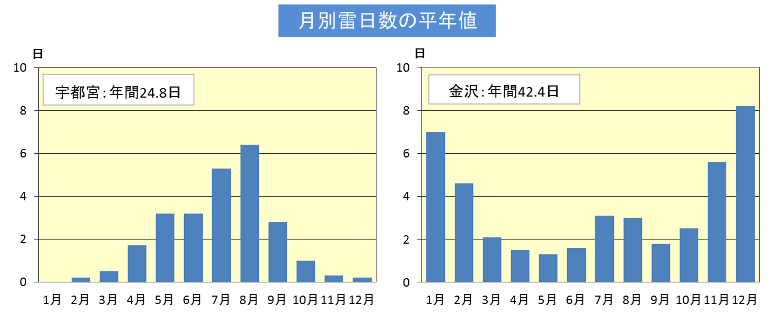 月別雷日数の平年値
日
10
8
6
4
2
0
宇都宮：年間24.8日
1月 2月 3月 4月 5月 6月 7月 8月 9月 10月 11月 12月
日
10
8
6
4
2
0
金沢：年間42.4日
1月 2月 3月 4月 5月 6月 7月 8月 9月 10月 11月 12月